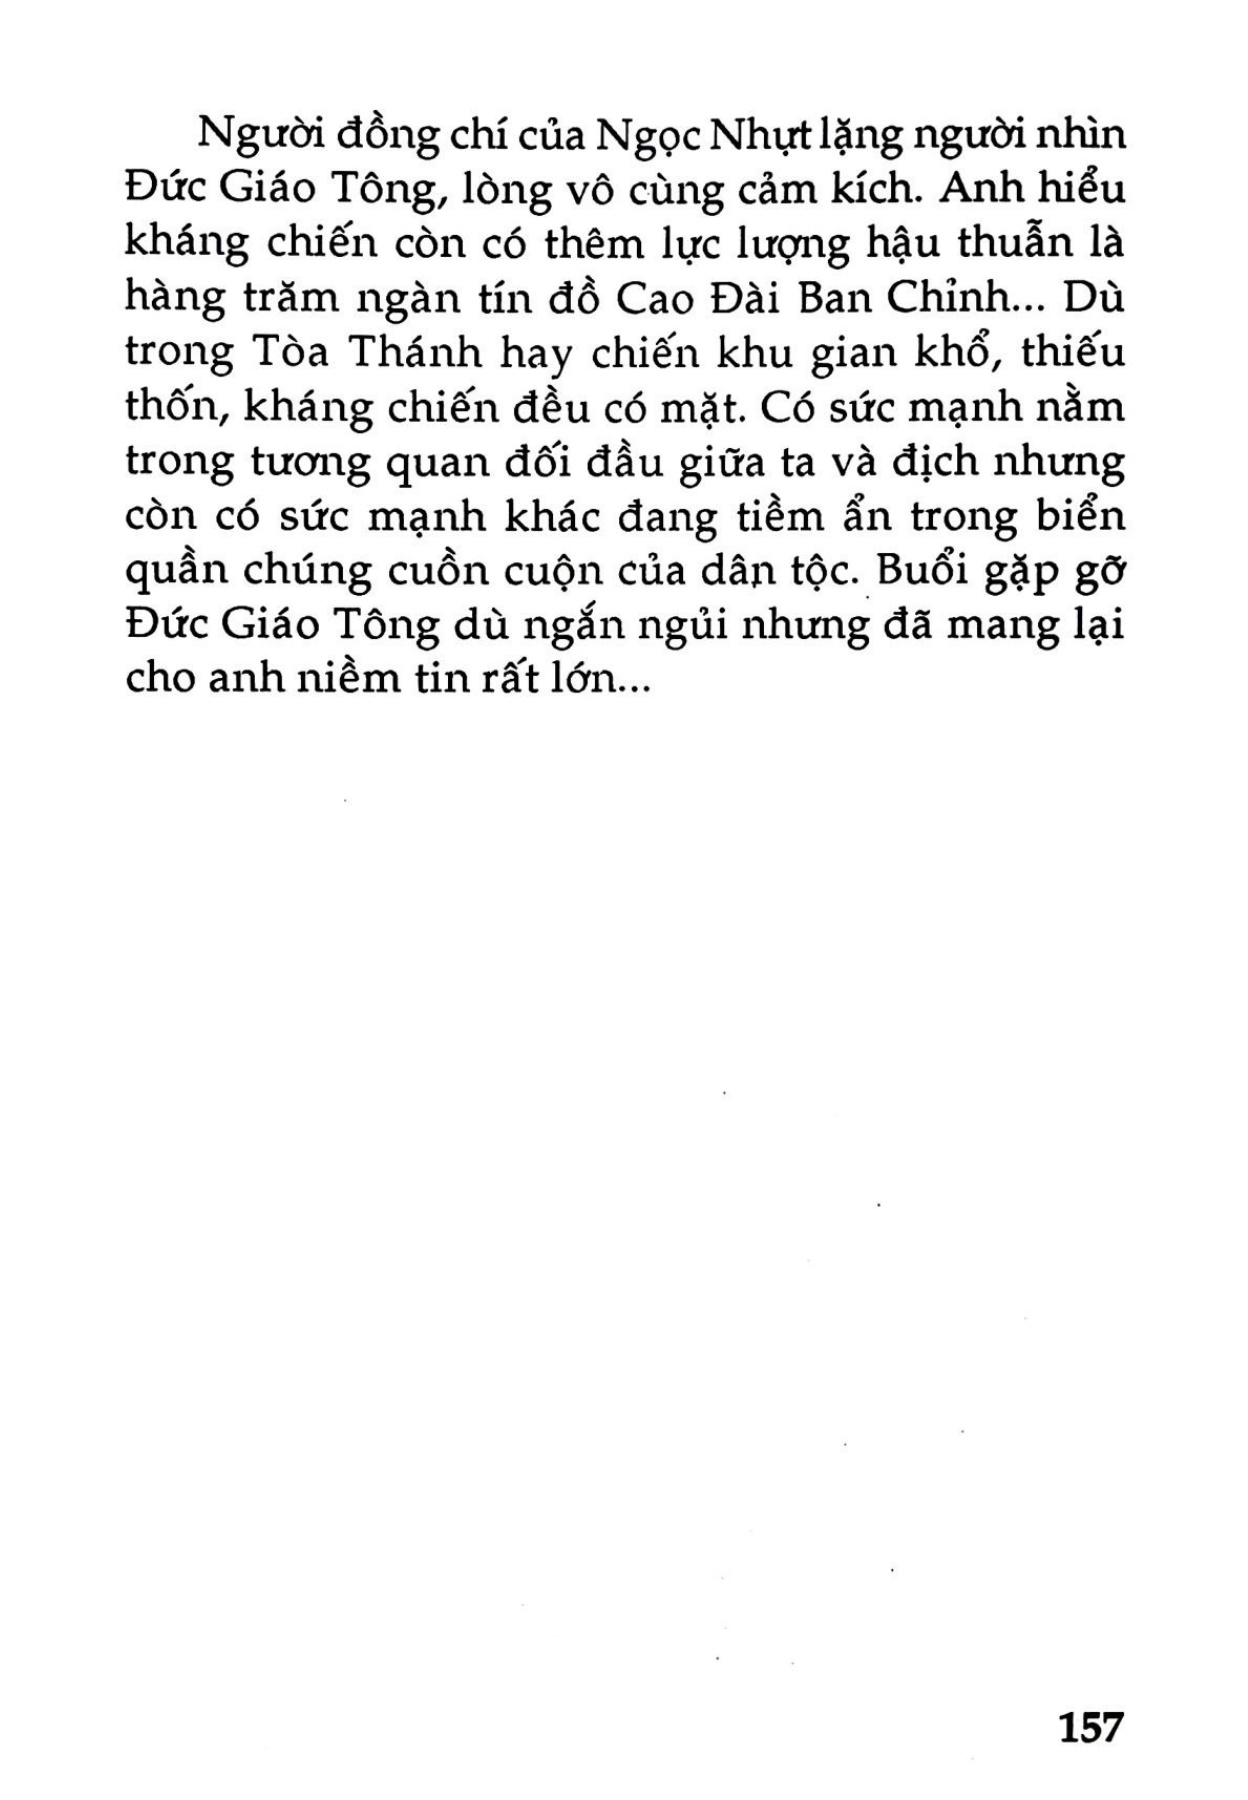 Người đồng chí của Ngọc Nhựt lặng người nhìn
Đức Giáo Tông, lòng vô cùng cảm kích. Anh hiểu
kháng chiến còn có thêm lực lượng hậu thuẫn là
hàng trăm ngàn tín đồ Cao Đài Ban Chỉnh... Dù
trong Tòa Thánh hay chiến khu gian khổ, thiếu
thốn, kháng chiến đều có mặt. Có sức mạnh nằm
trong tương quan đối đầu giữa ta và địch nhưng
còn có sức mạnh khác đang tiềm ẩn trong biển
quần chúng cuồn cuộn của dân tộc. Buổi gặp gỡ
Đức Giáo Tông dù ngắn ngủi nhưng đã mang lại
cho anh niềm tin rất lớn...
157